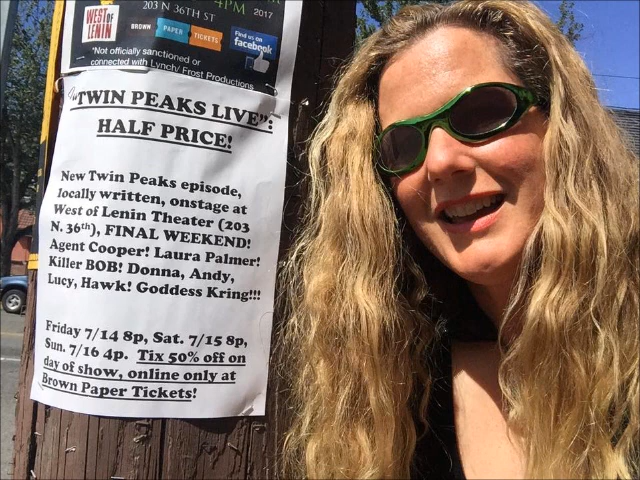 4PM
203 N 36TH ST 2017
WEST OF LENIN
BROWN PAPER TICKETS
Find us on facebook
*Not officially sanctioned or
connected with Lynch/ Frost Productions
"TWIN PEAKS LIVE":
HALF PRICE!
New Twin Peaks episode,
locally written, onstage at
West of Lenin Theater (203
N. 36th), FINAL WEEKEND!
Agent Cooper! Laura Palmer!
Killer BOB! Donna, Andy,
Lucy, Hawk! Goddess Kring!!!
Friday 7/14 8p, Sat. 7/15 8p,
Sun. 7/16 4p. Tix 50% off on
day of show, online only at
Brown Paper Tickets!